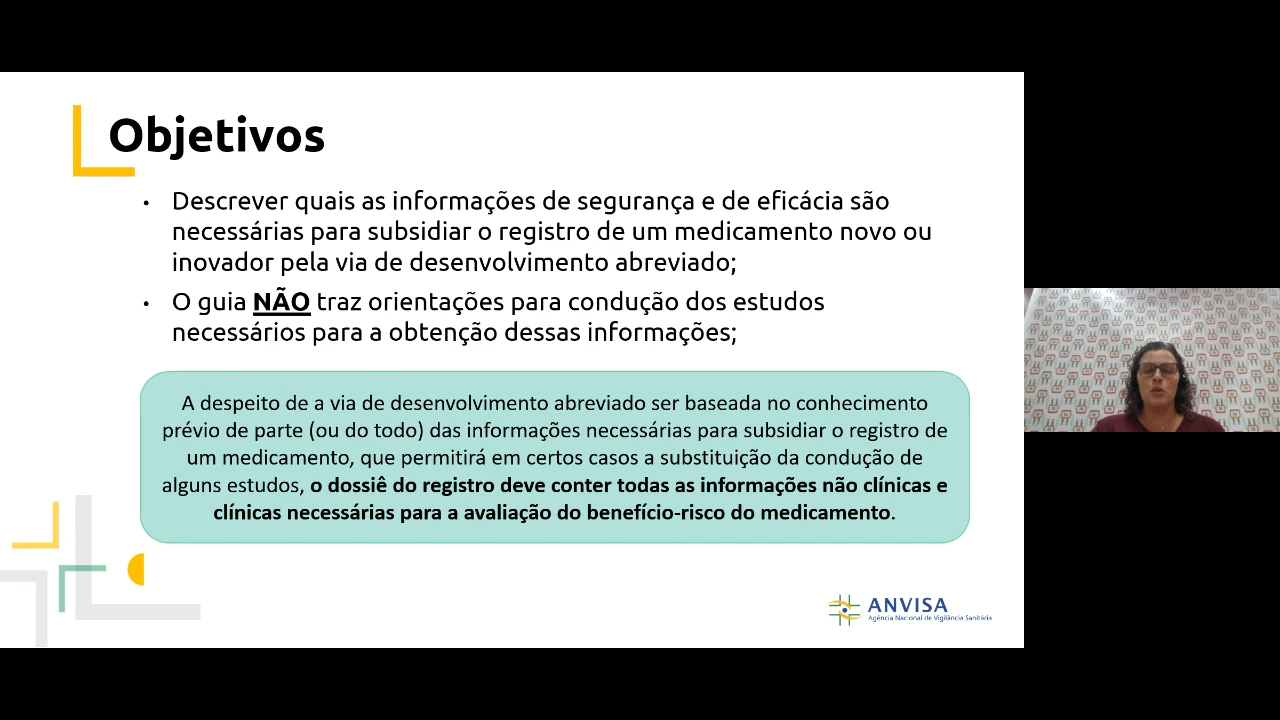 Objetivos
• Descrever quais as informações de segurança e de eficácia são
necessárias para subsidiar o registro de um medicamento novo ou
inovador pela via de desenvolvimento abreviado;
• O guia NÃO traz orientações para condução dos estudos
necessários para a obtenção dessas informações;
A despeito de a via de desenvolvimento abreviado ser baseada no conhecimento
prévio de parte (ou do todo) das informações necessárias para subsidiar o registro de
um medicamento, que permitirá em certos casos a substituição da condução de
alguns estudos, o dossiê do registro deve conter todas as informações não clínicas e
clínicas necessárias para a avaliação do benefício-risco do medicamento.
ANVISA
Agência Nacional de Vigilância Sanitária